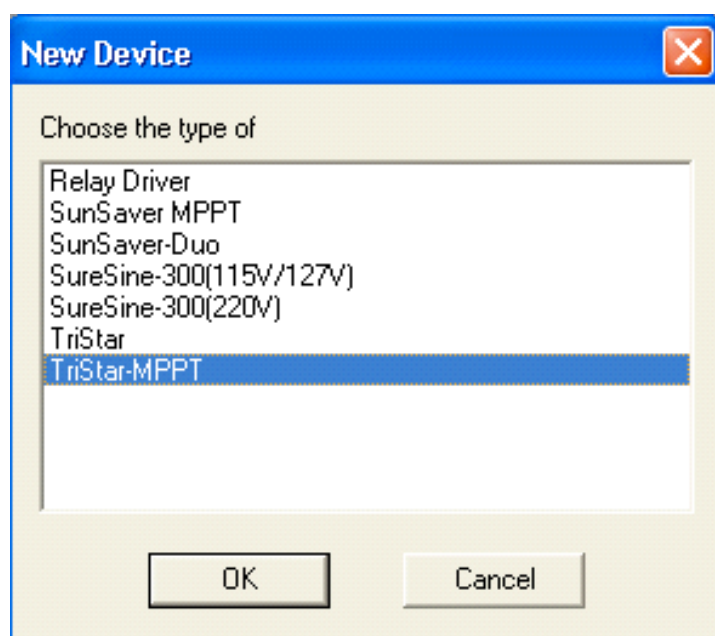 New Device
Choose the type of
Relay Driver
SunSaver MPPT
SunSaver-Duo
SureSine-300(115V/127V)
SureSine-300(220V)
TriStar
TriStar-MPPT
OK Cancel